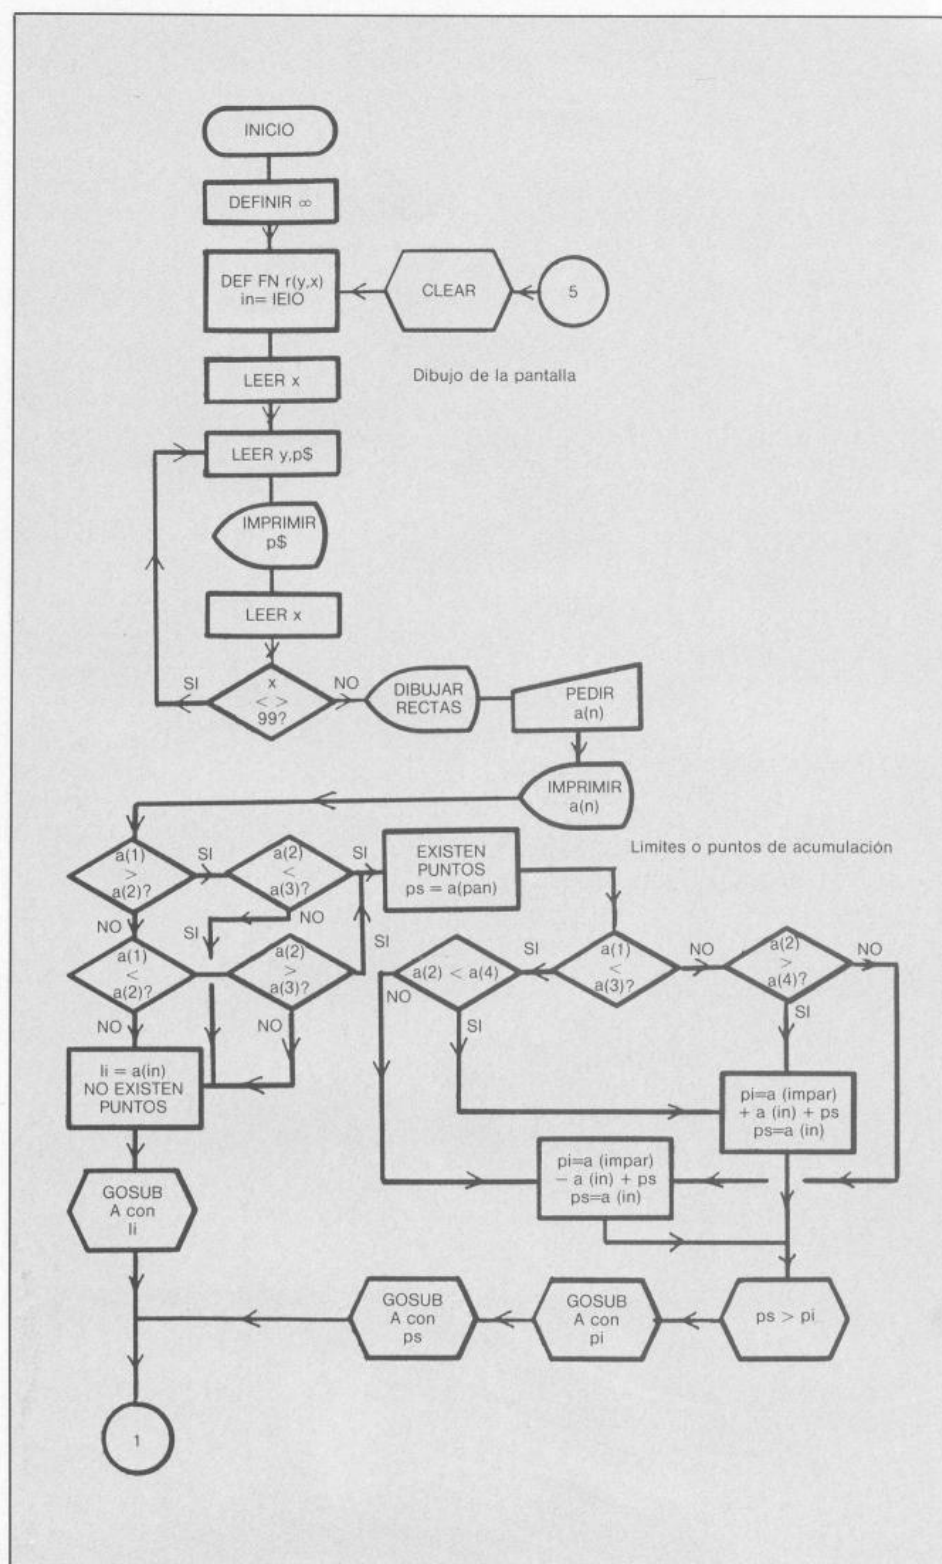 INICIO
DEFINIR ∞
DEF FN r(y,x)
in= IEIO
CLEAR
5
LEER x
Dibujo de la pantalla
LEER y,p$
IMPRIMIR
p$
LEER x
SI
x
< >
99?
NO
DIBUJAR
RECTAS
PEDIR
a(n)
IMPRIMIR
a(n)
Limites o puntos de acumulación
a(1)
>
a(2)?
SI
a(2)
<
a(3)?
SI
EXISTEN
PUNTOS
ps = a(pan)
NO
NO
SI
a(1)
<
a(2)?
a(2)
>
a(3)?
SI
NO
NO
a(2) < a(4)
NO
SI
SI
a(1)
<
a(3)?
NO
a(2)
>
a(4)?
NO
SI
li = a(in)
NO EXISTEN
PUNTOS
pi=a (impar)
+ a (in) + ps
ps=a (in)
pi=a (impar)
− a (in) + ps
ps=a (in)
GOSUB
A con
li
GOSUB
A con
ps
GOSUB
A con
pi
ps > pi
1